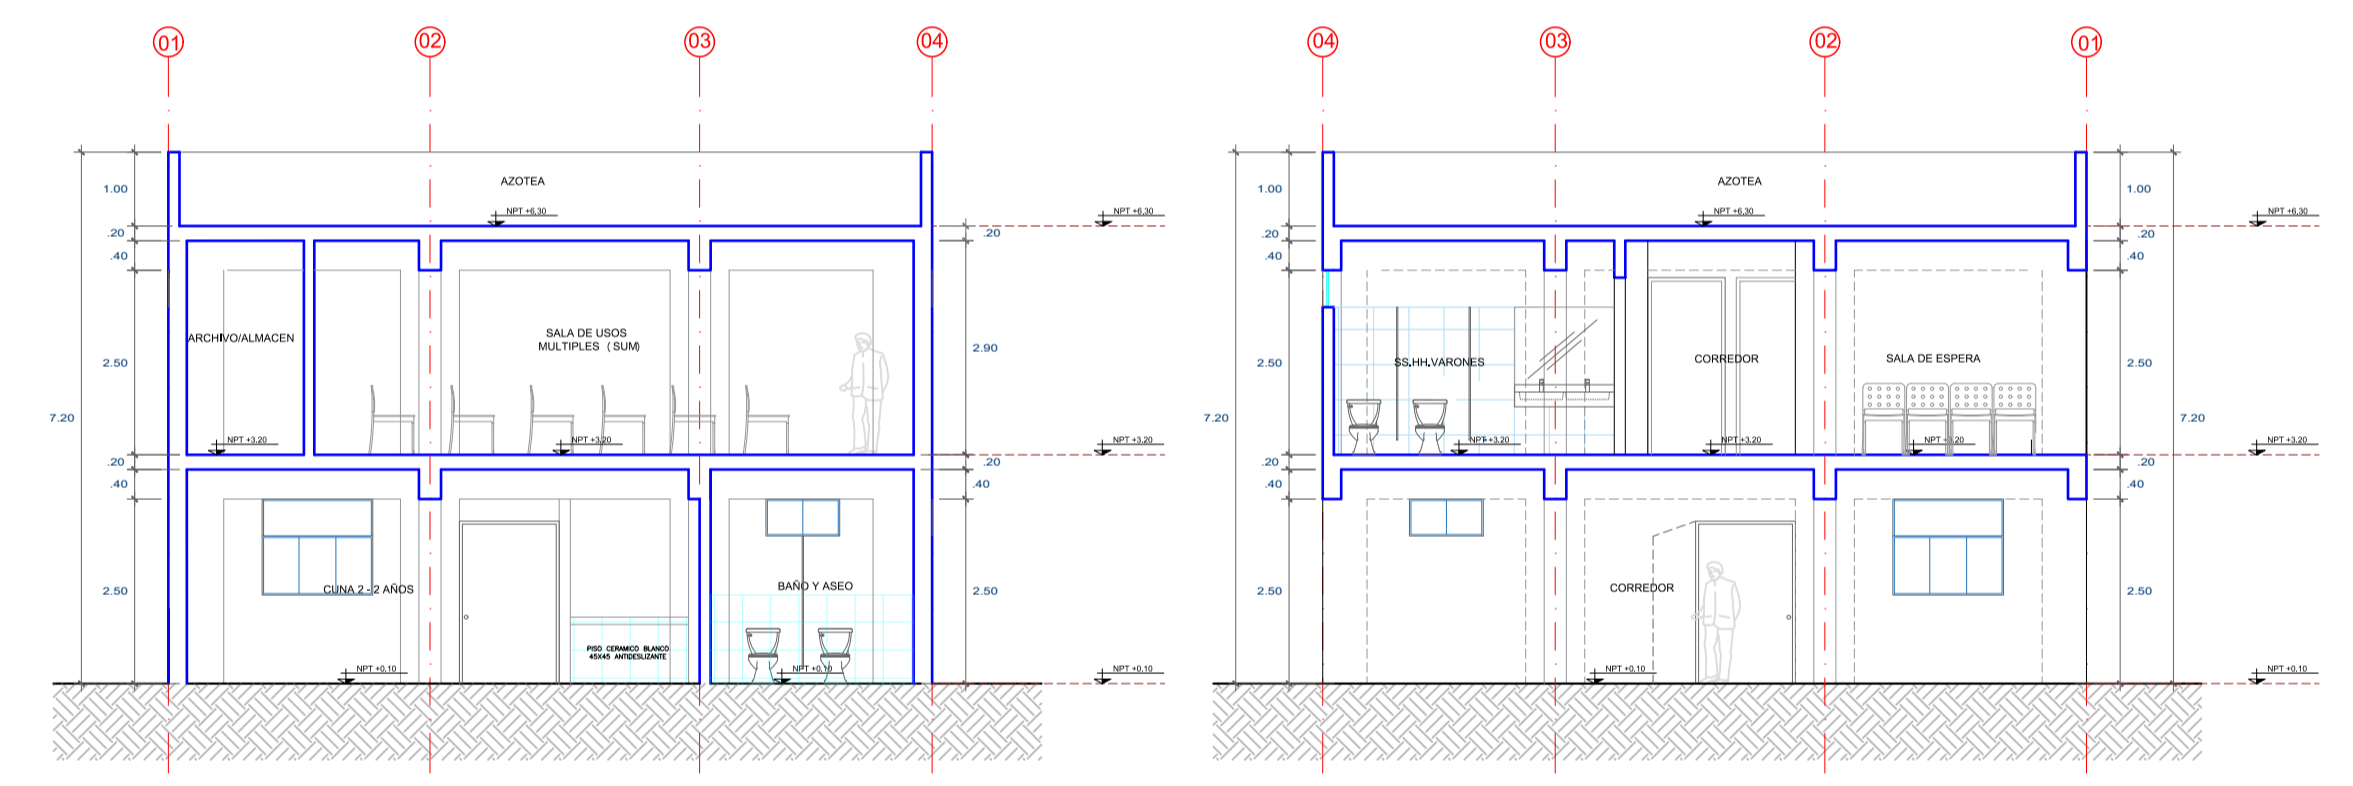 01 02 03 04
1.00
AZOTEA
NPT +6,30
NPT +6,30
.20
.20
.40
ARCHIVO/ALMACEN
SALA DE USOS
MULTIPLES ( SUM)
2.50
2.90
7.20
NPT +3.20
NPT +3.20
NPT +3.20
.20
.20
.40
.40
CUNA 2 - 2 AÑOS
BAÑO Y ASEO
2.50
2.50
PISO CERAMICO BLANCO
45X45 ANTIDESLIZANTE
NPT +0,10
NPT +0,10
NPT +0,10
04 03 02 01
1.00
AZOTEA
1.00
NPT +6,30
NPT +6,30
.20
.20
.40
.40
2.50
SS.HH.VARONES
CORREDOR
SALA DE ESPERA
2.50
7.20
7.20
NPT +3.20
NPT +3.20
NPT +3.20
NPT +3.20
.20
.20
.40
.40
2.50
CORREDOR
2.50
NPT +0,10
NPT +0,10